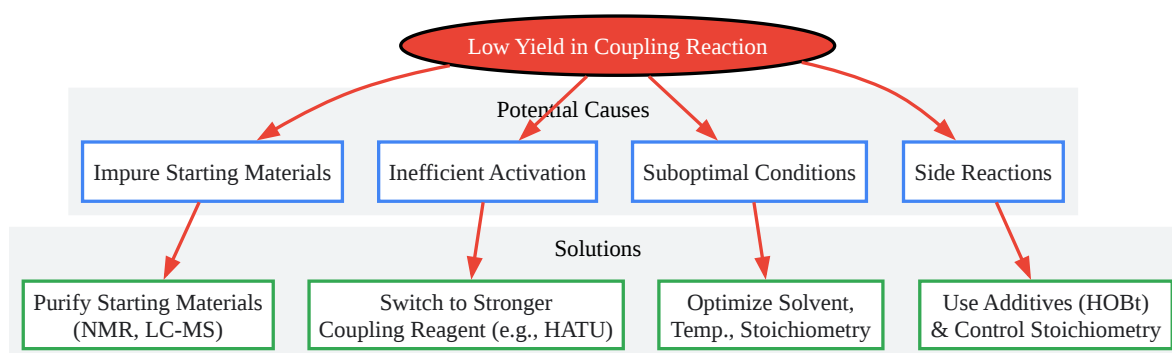 Low Yield in Coupling Reaction
Potential Causes
Impure Starting Materials
Inefficient Activation
Suboptimal Conditions
Side Reactions
Solutions
Purify Starting Materials
(NMR, LC-MS)
Switch to Stronger
Coupling Reagent (e.g., HATU)
Optimize Solvent,
Temp., Stoichiometry
Use Additives (HOBt)
& Control Stoichiometry